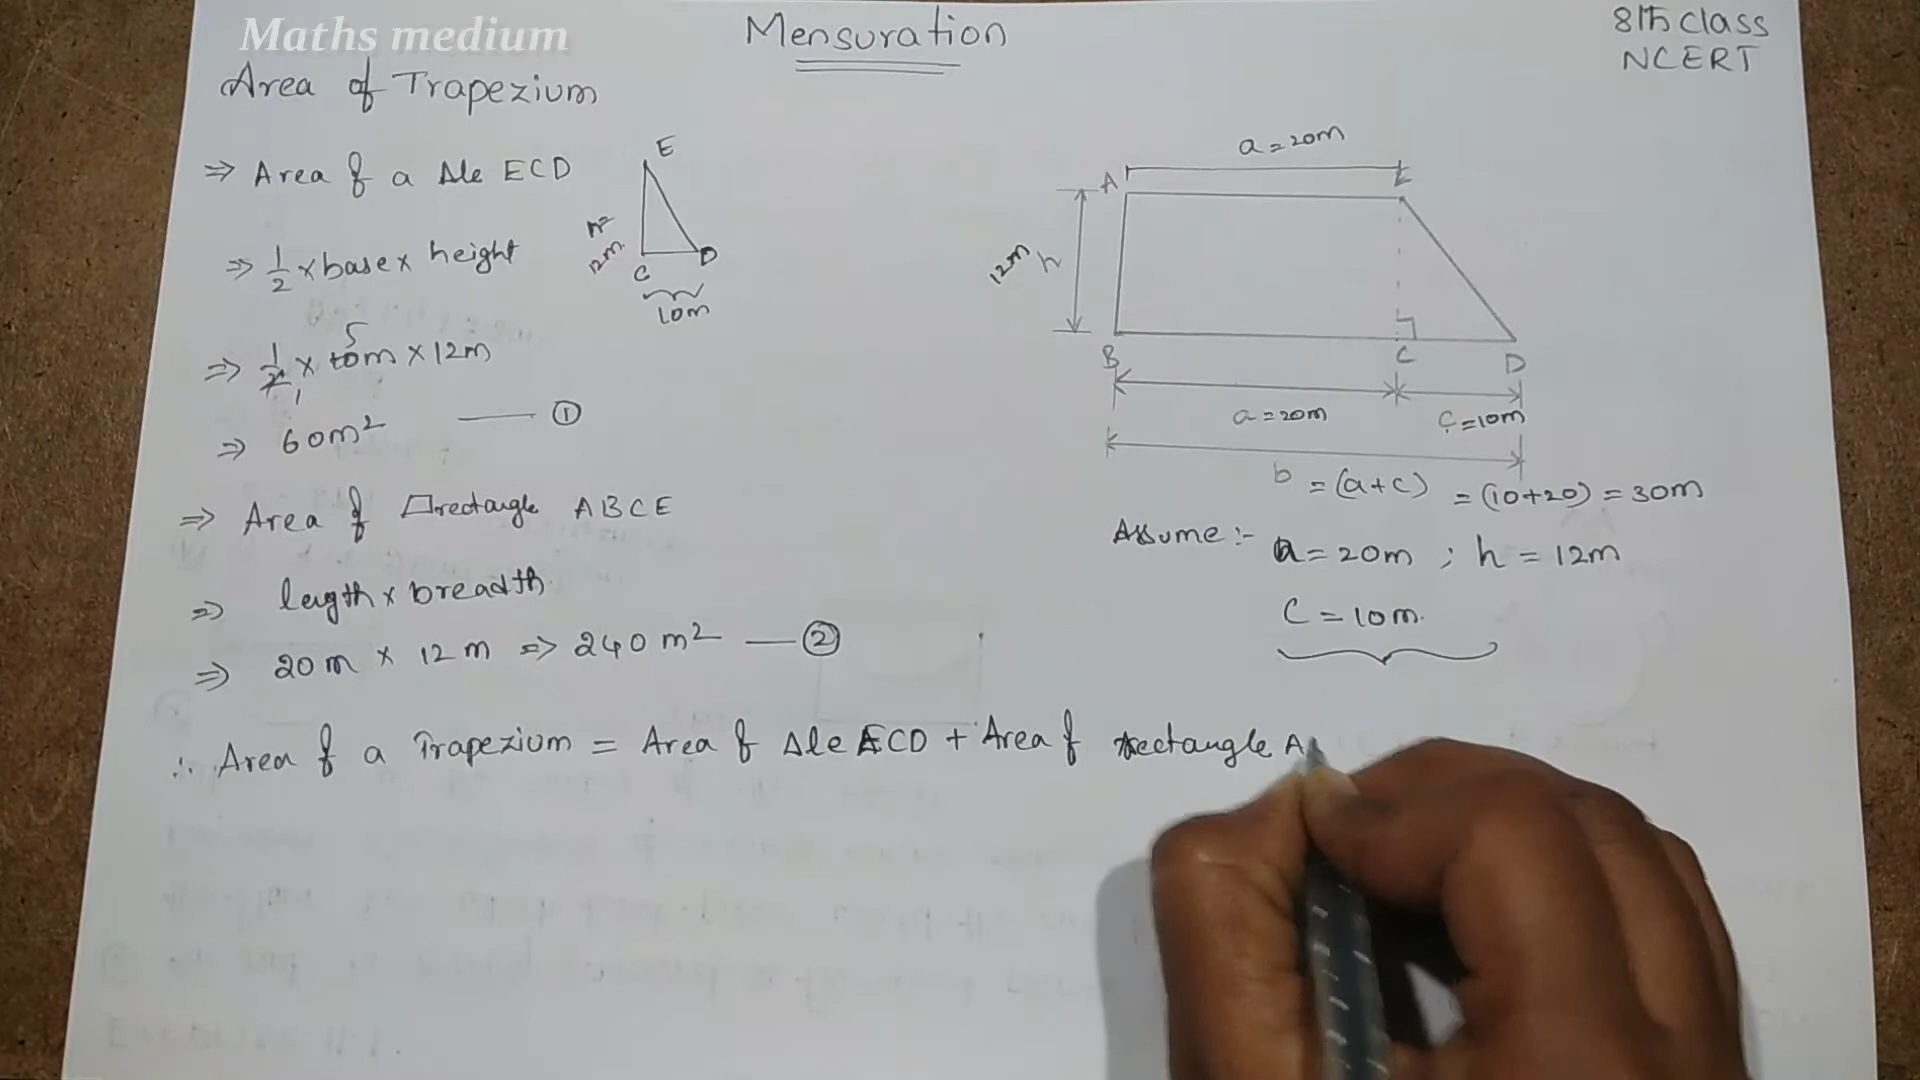 Maths medium
Mensuration
8th class
NCERT
Area of Trapezium
⇒ Area of a Δle ECD
⇒ 1/2 × base × height
⇒ 1/2 × 10m × 12m
5
1
⇒ 60m² —— ①
⇒ Area of ▱rectangle ABCE
⇒ length × breadth
⇒ 20m × 12m ⇒ 240 m² —— ②
∴ Area of a Trapezium = Area of Δle ECD + Area of rectangle A
E
12m
C
D
10m
a = 20m
A
E
12m
h
B
C
D
a = 20m
c = 10m
b = (a+c) = (10+20) = 30m
Assume :- a = 20m ; h = 12m
C = 10m.